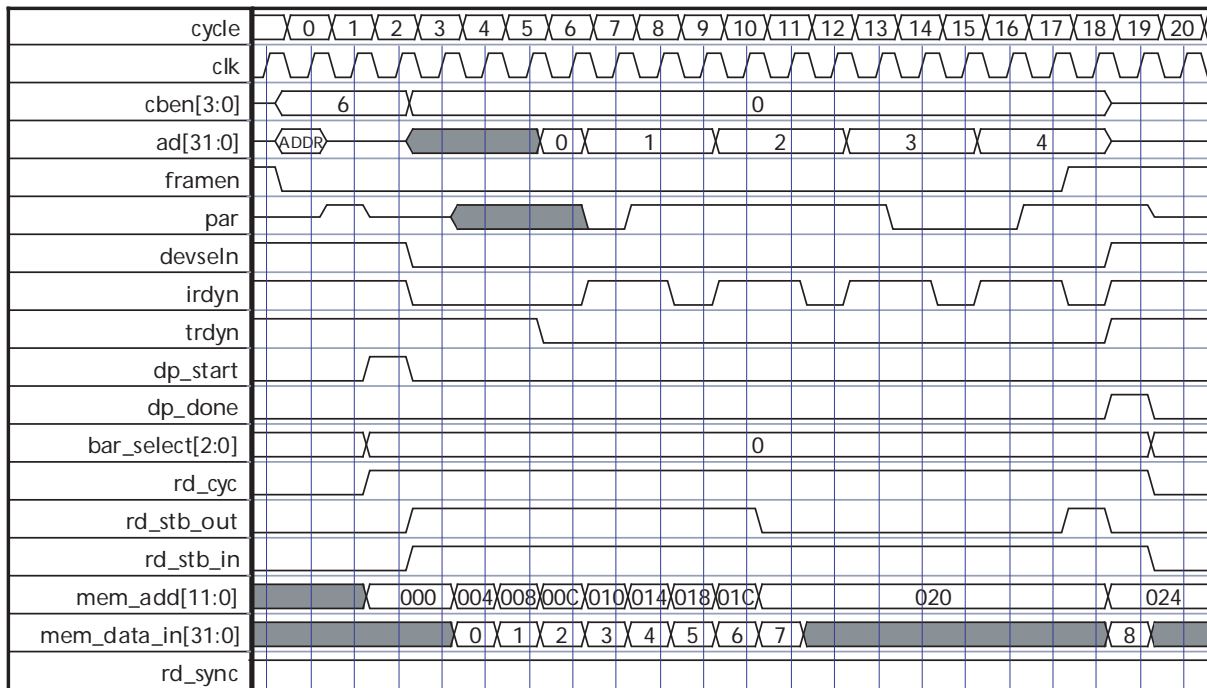 cycle 0 1 2 3 4 5 6 7 8 9 10 11 12 13 14 15 16 17 18 19 20
clk
cben[3:0] 6 0
ad[31:0] ADDR 0 1 2 3 4
framen
par
devseln
irdyn
trdyn
dp_start
dp_done
bar_select[2:0] 0
rd_cyc
rd_stb_out
rd_stb_in
mem_add[11:0] 000 004 008 00C 010 014 018 01C 020 024
mem_data_in[31:0] 0 1 2 3 4 5 6 7 8
rd_sync